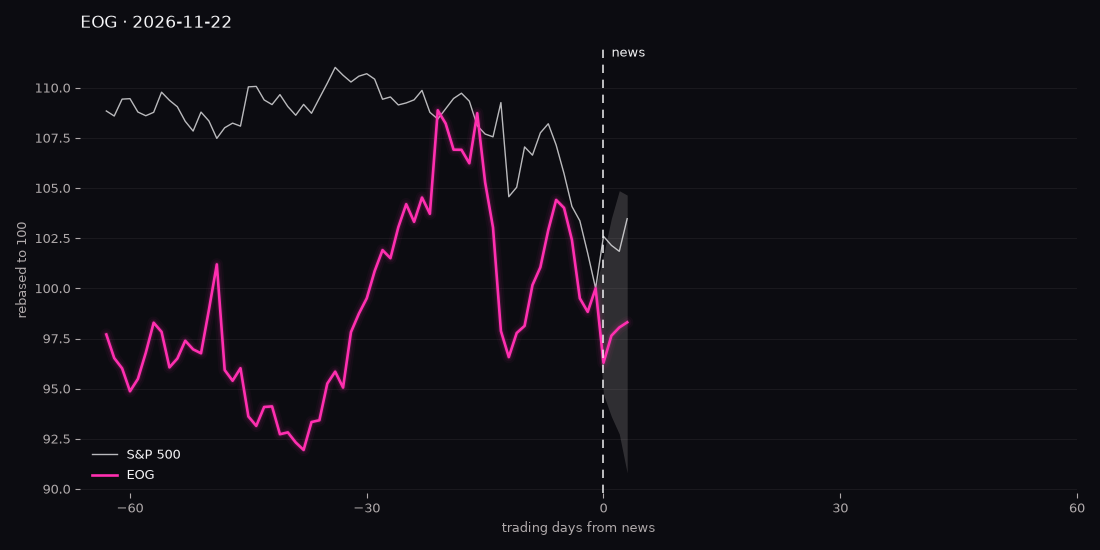 EOG · 2026-11-22
news
110.0
107.5
105.0
102.5
100.0
97.5
95.0
92.5
90.0
rebased to 100
S&P 500
EOG
−60
−30
0
30
60
trading days from news